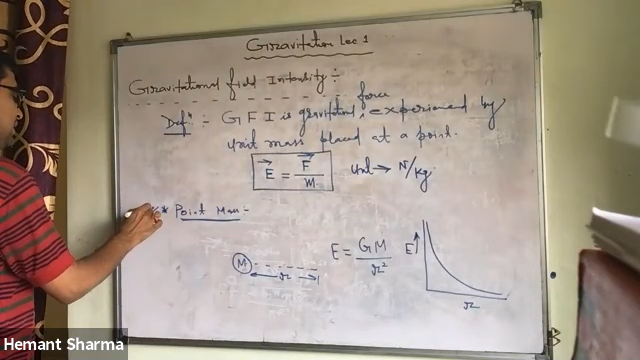 Gravitation Lec 1
Gravitational field Intensity :-
Defⁿ :- GFI is gravitational force experienced by
Unit mass placed at a point.
E = F/m Unit → N/Kg
* Point Mass :-
M r
E = GM/r²
E↑
r
Hemant Sharma